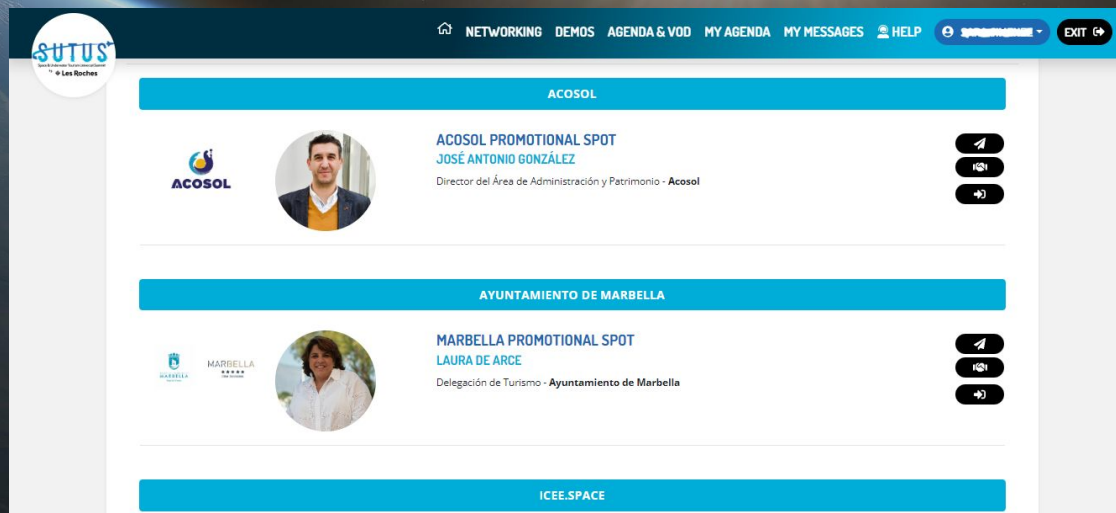 NETWORKING DEMOS AGENDA & VOD MY AGENDA MY MESSAGES HELP EXIT
SUTUS
by Les Roches
ACOSOL
ACOSOL PROMOTIONAL SPOT
JOSÉ ANTONIO GONZÁLEZ
Director del Área de Administración y Patrimonio - Acosol
ACOSOL
AYUNTAMIENTO DE MARBELLA
MARBELLA PROMOTIONAL SPOT
LAURA DE ARCE
Delegación de Turismo - Ayuntamiento de Marbella
MARBELLA
MARBELLA
ICEE.SPACE